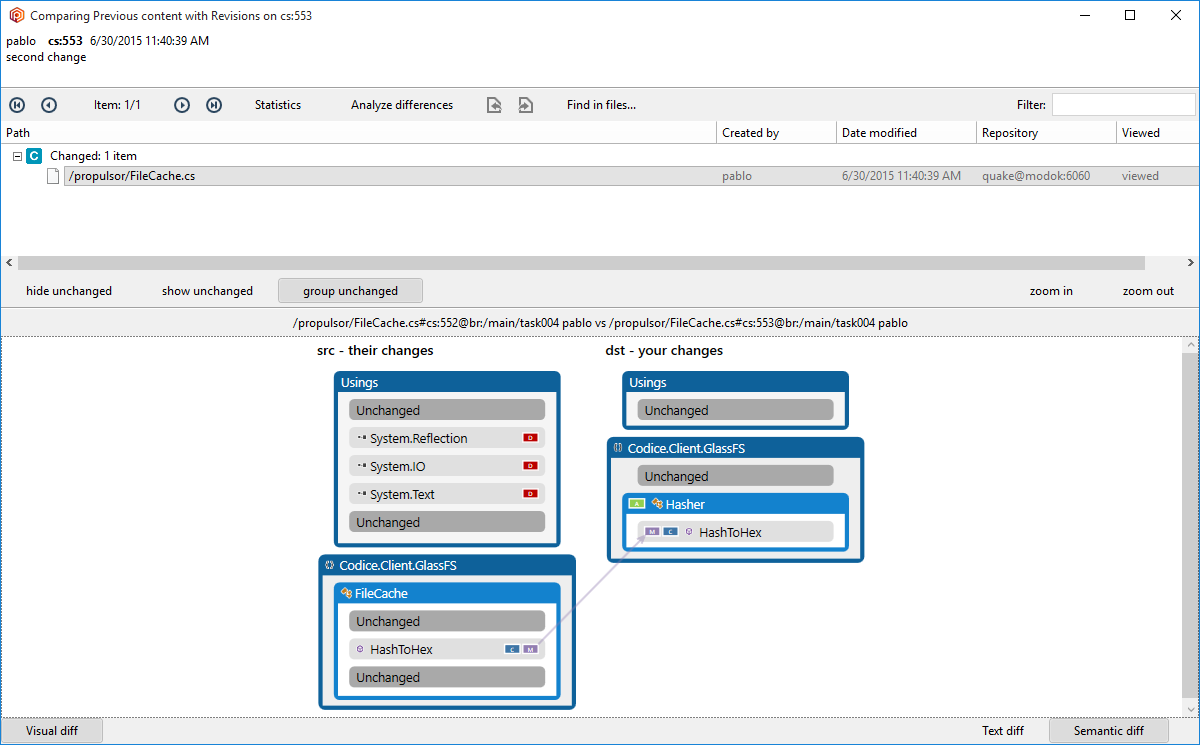 Comparing Previous content with Revisions on cs:553
pablo cs:553 6/30/2015 11:40:39 AM
second change
Item: 1/1 Statistics Analyze differences Find in files... Filter:
Path Created by Date modified Repository Viewed
C Changed: 1 item
/propulsor/FileCache.cs pablo 6/30/2015 11:40:39 AM quake@modok:6060 viewed
hide unchanged show unchanged group unchanged zoom in zoom out
/propulsor/FileCache.cs#cs:552@br:/main/task004 pablo vs /propulsor/FileCache.cs#cs:553@br:/main/task004 pablo
src - their changes
Usings
Unchanged
System.Reflection D
System.IO D
System.Text D
Unchanged
Codice.Client.GlassFS
FileCache
Unchanged
HashToHex C M
Unchanged
dst - your changes
Usings
Unchanged
Codice.Client.GlassFS
Unchanged
A Hasher
M C HashToHex
Visual diff Text diff Semantic diff